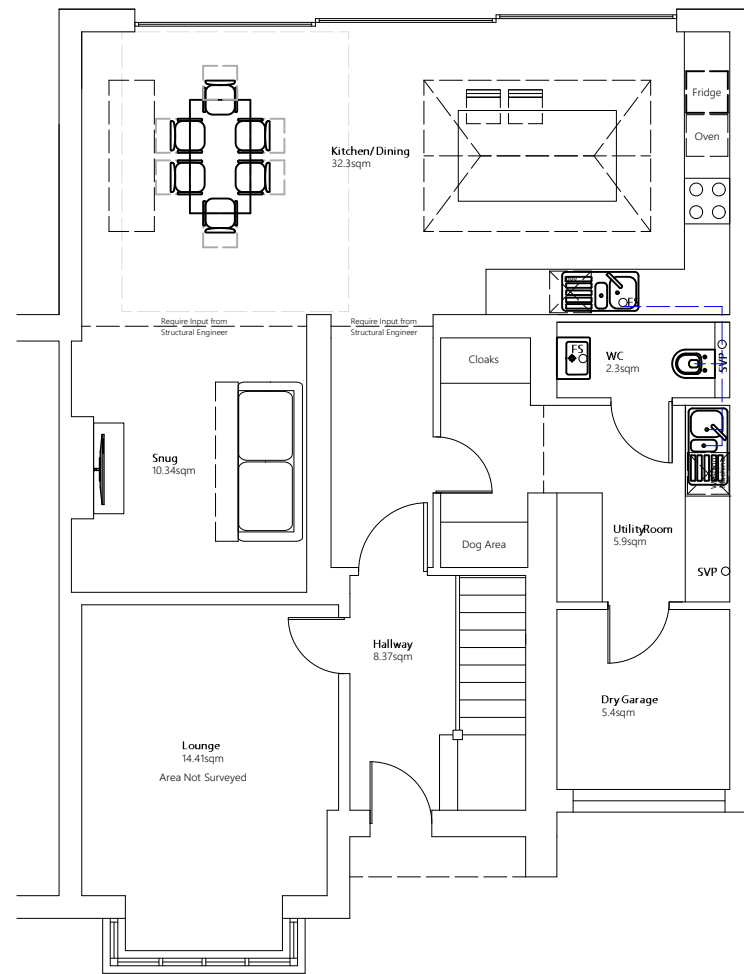 Fridge
Oven
Kitchen/Dining
32.3sqm
FS
Require Input from
Structural Engineer
Require Input from
Structural Engineer
Cloaks
FS
WC
2.3sqm
SVP
Snug
10.34sqm
Dog Area
UtilityRoom
5.9sqm
SVP
Hallway
8.37sqm
Dry Garage
5.4sqm
Lounge
14.41sqm
Area Not Surveyed